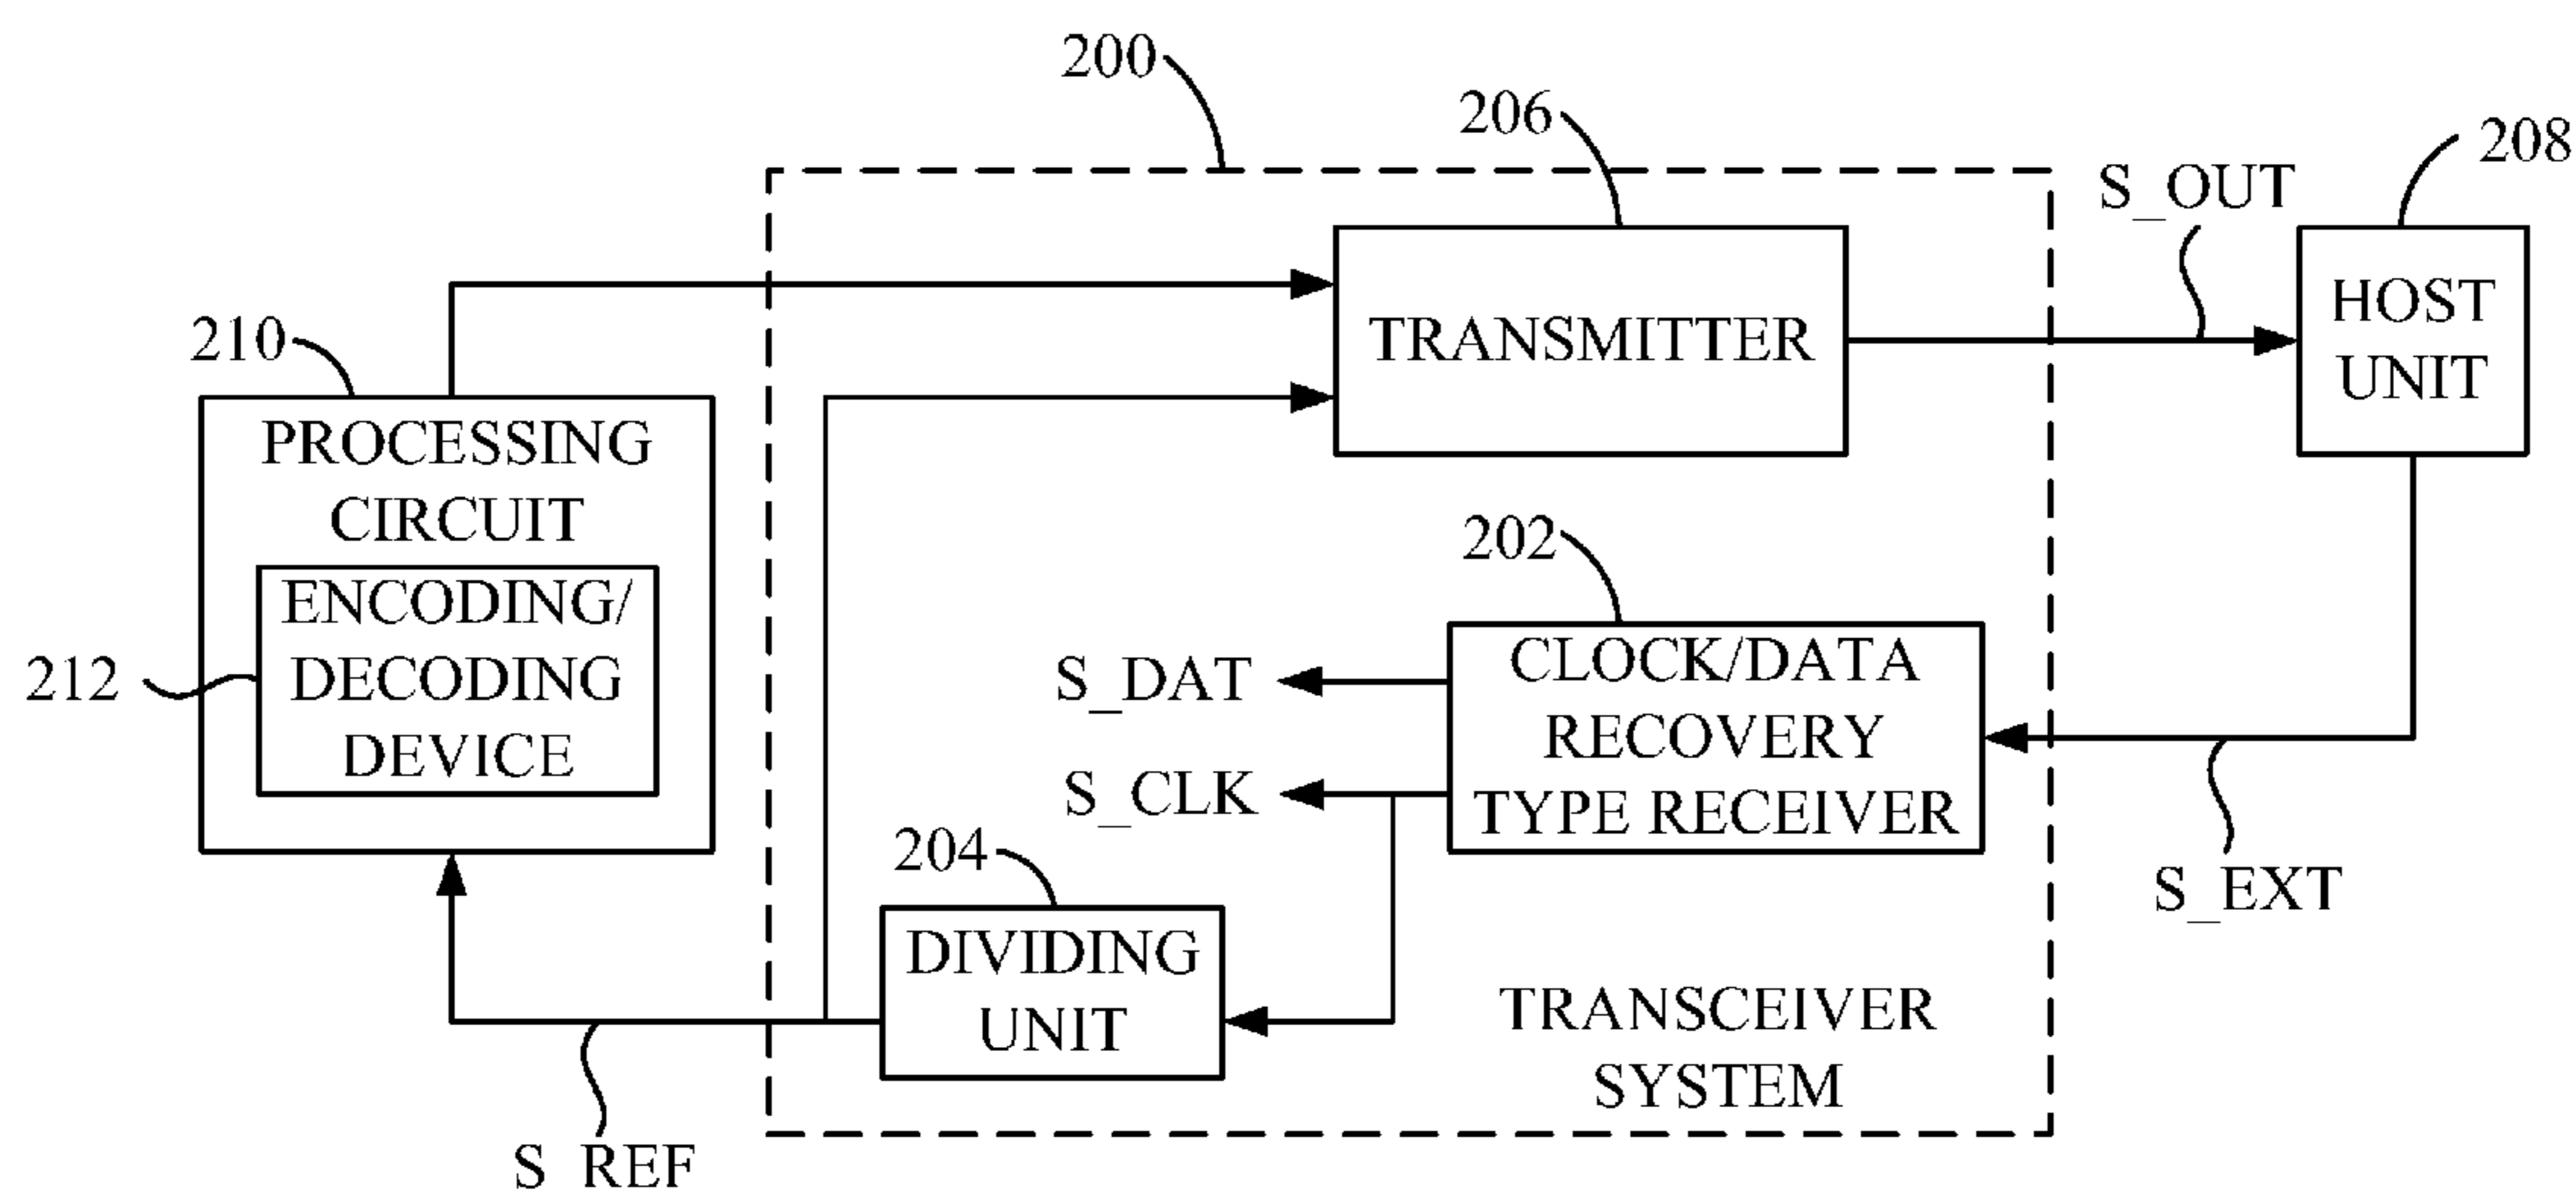 200
206
208
S_OUT
HOST
UNIT
TRANSMITTER
210
PROCESSING
CIRCUIT
ENCODING/
DECODING
DEVICE
212
202
CLOCK/DATA
RECOVERY
TYPE RECEIVER
S_DAT
S_CLK
204
DIVIDING
UNIT
S_EXT
TRANSCEIVER
SYSTEM
S_REF